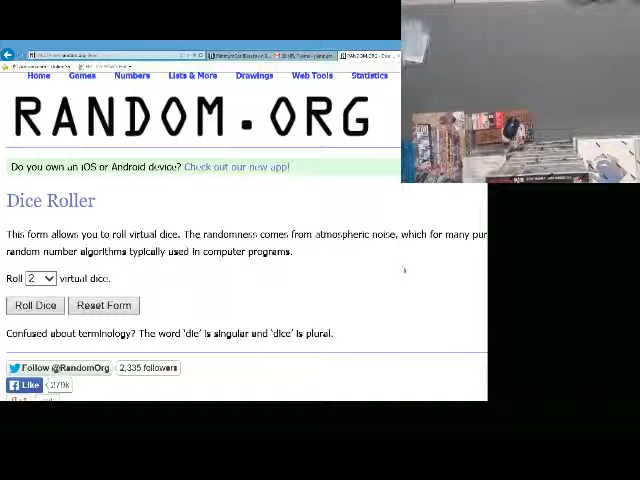 Home Games Numbers Lists & More Drawings Web Tools Statistics
RANDOM.ORG
Do you own an iOS or Android device? Check out our new app!
Dice Roller
This form allows you to roll virtual dice. The randomness comes from atmospheric noise, which for many pur
random number algorithms typically used in computer programs.
Roll 2 virtual dice.
Roll Dice Reset Form
Confused about terminology? The word 'die' is singular and 'dice' is plural.
Follow @RandomOrg 2,335 followers
Like 279k